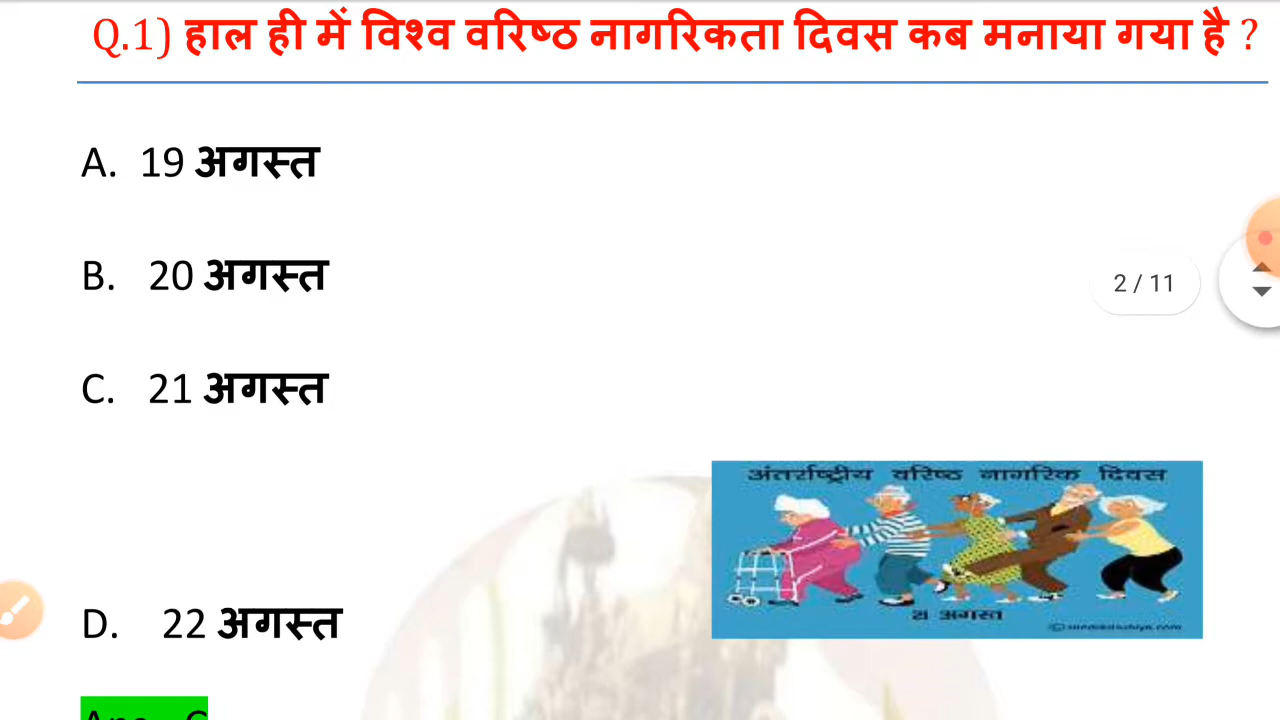 Q.1) हाल ही में विश्व वरिष्ठ नागरिकता दिवस कब मनाया गया है ?
A. 19 अगस्त
B. 20 अगस्त
2 / 11
C. 21 अगस्त
अंतर्राष्ट्रीय वरिष्ठ नागरिक दिवस
अगस्त
D. 22 अगस्त